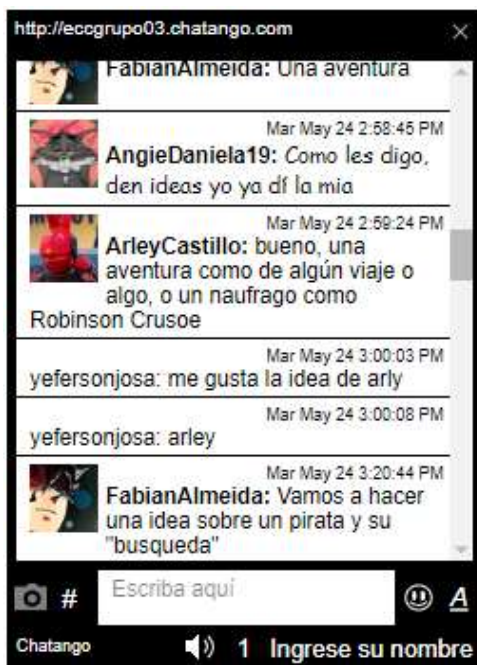 http://eccgrupo03.chatango.com
FabianAlmeida: Una aventura
Mar May 24 2:58:45 PM
AngieDaniela19: Como les digo,
den ideas yo ya dí la mia
Mar May 24 2:59:24 PM
ArleyCastillo: bueno, una
aventura como de algún viaje o
algo, o un naufrago como
Robinson Crusoe
Mar May 24 3:00:03 PM
yefersonjosa: me gusta la idea de arly
Mar May 24 3:00:08 PM
yefersonjosa: arley
Mar May 24 3:20:44 PM
FabianAlmeida: Vamos a hacer
una idea sobre un pirata y su
"busqueda"
# Escriba aquí A
Chatango 1 Ingrese su nombre